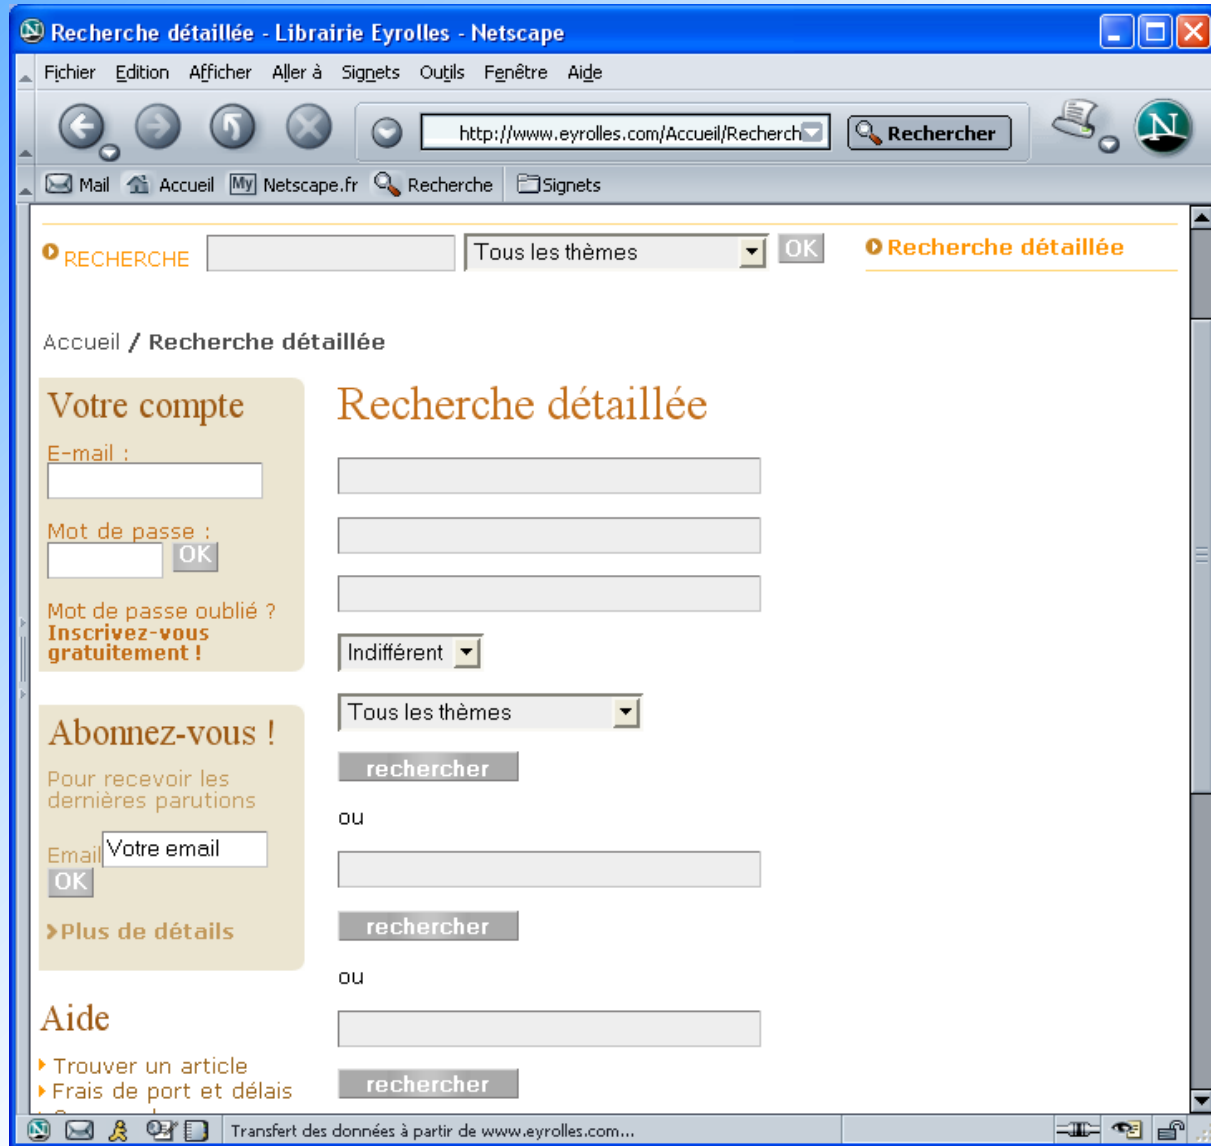 Recherche détaillée - Librairie Eyrolles - Netscape
Fichier Edition Afficher Aller à Signets Outils Fenêtre Aide
http://www.eyrolles.com/Accueil/Recherch
Rechercher
N
Mail Accueil My Netscape.fr Recherche Signets
RECHERCHE Tous les thèmes OK Recherche détaillée
Accueil / Recherche détaillée
Votre compte
E-mail :
Mot de passe :
OK
Mot de passe oublié ?
Inscrivez-vous
gratuitement !
Abonnez-vous !
Pour recevoir les
dernières parutions
Email Votre email
OK
Plus de détails
Aide
Trouver un article
Frais de port et délais
Recherche détaillée
Indifférent
Tous les thèmes
rechercher
ou
rechercher
ou
rechercher
Transfert des données à partir de www.eyrolles.com...